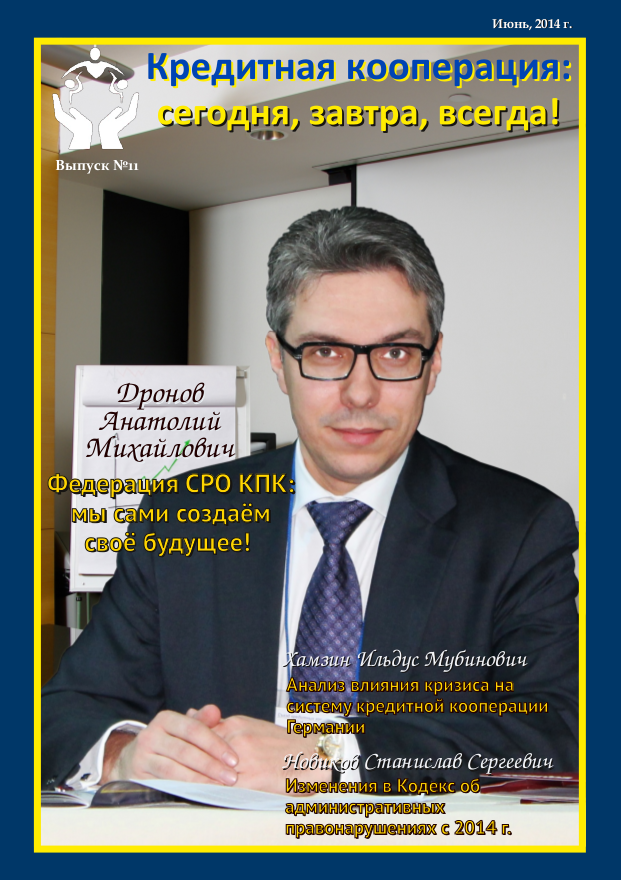 Июнь, 2014 г.
Кредитная кооперация:
сегодня, завтра, всегда!
Выпуск №11
Дронов
Анатолий
Михайлович
Федерация СРО КПК:
мы сами создаём
своё будущее!
Хамзин Ильдус Мубинович
Анализ влияния кризиса на
систему кредитной кооперации
Германии
Новиков Станислав Сергеевич
Изменения в Кодекс об
административных
правонарушениях с 2014 г.